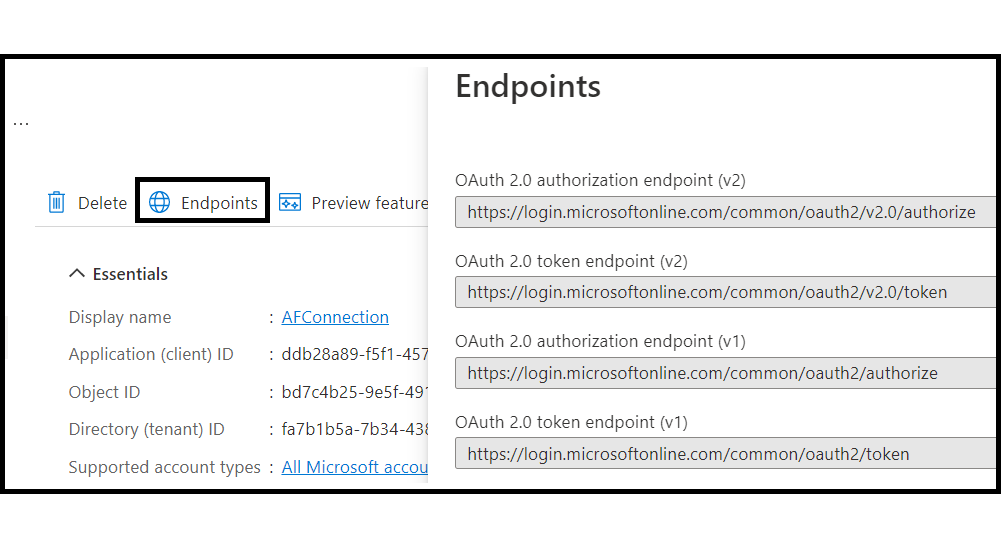 Endpoints
...
Delete
Endpoints
Preview feature
OAuth 2.0 authorization endpoint (v2)
https://login.microsoftonline.com/common/oauth2/v2.0/authorize
OAuth 2.0 token endpoint (v2)
https://login.microsoftonline.com/common/oauth2/v2.0/token
OAuth 2.0 authorization endpoint (v1)
https://login.microsoftonline.com/common/oauth2/authorize
OAuth 2.0 token endpoint (v1)
https://login.microsoftonline.com/common/oauth2/token
Essentials
Display name : AFConnection
Application (client) ID : ddb28a89-f5f1-457
Object ID : bd7c4b25-9e5f-491
Directory (tenant) ID : fa7b1b5a-7b34-438
Supported account types : All Microsoft accou